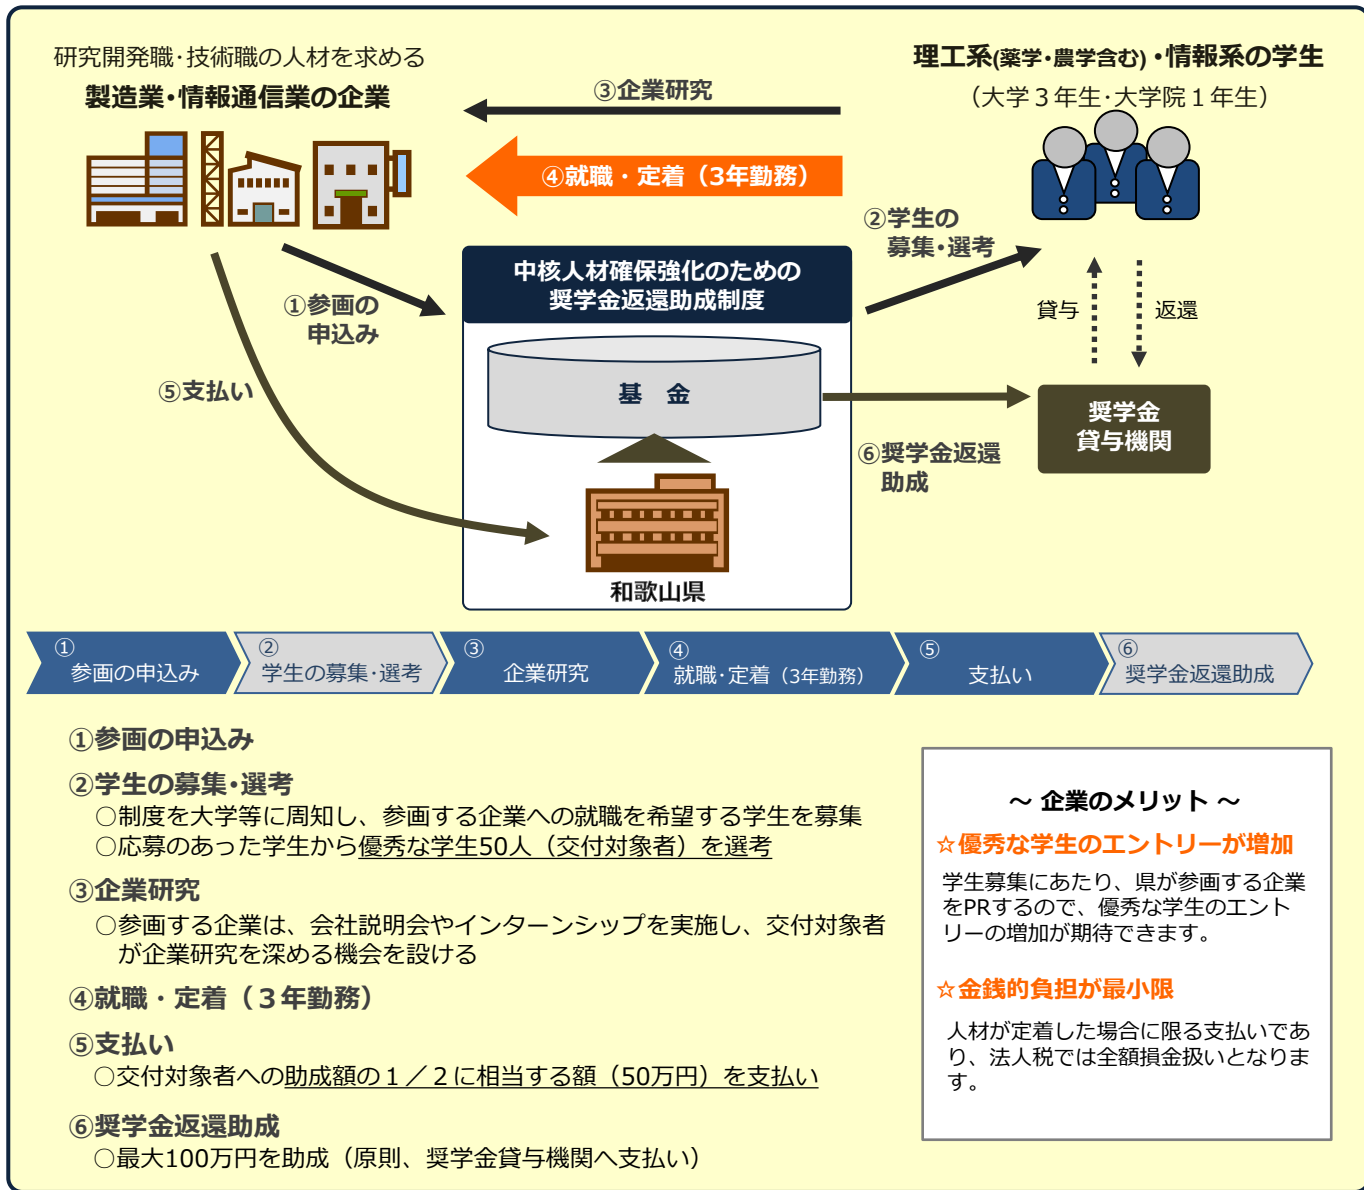 研究開発職･技術職の人材を求める
製造業･情報通信業の企業
理工系(薬学･農学含む)・情報系の学生
（大学３年生･大学院１年生）
③企業研究
④就職・定着（3年勤務）
②学生の
募集･選考
①参画の
申込み
中核人材確保強化のための
奨学金返還助成制度
基　金
和歌山県
⑤支払い
貸与
返還
奨学金
貸与機関
⑥奨学金返還
助成
①
参画の申込み
②
学生の募集･選考
③
企業研究
④
就職･定着（3年勤務）
⑤
支払い
⑥
奨学金返還助成
①参画の申込み
②学生の募集･選考
○制度を大学等に周知し、参画する企業への就職を希望する学生を募集
○応募のあった学生から優秀な学生50人（交付対象者）を選考
③企業研究
○参画する企業は、会社説明会やインターンシップを実施し、交付対象者
が企業研究を深める機会を設ける
④就職・定着（３年勤務）
⑤支払い
○交付対象者への助成額の１／２に相当する額（50万円）を支払い
⑥奨学金返還助成
○最大100万円を助成（原則、奨学金貸与機関へ支払い）
～ 企業のメリット ～
☆優秀な学生のエントリーが増加
学生募集にあたり、県が参画する企業
をPRするので、優秀な学生のエント
リーの増加が期待できます。
☆金銭的負担が最小限
人材が定着した場合に限る支払いであ
り、法人税では全額損金扱いとなりま
す。